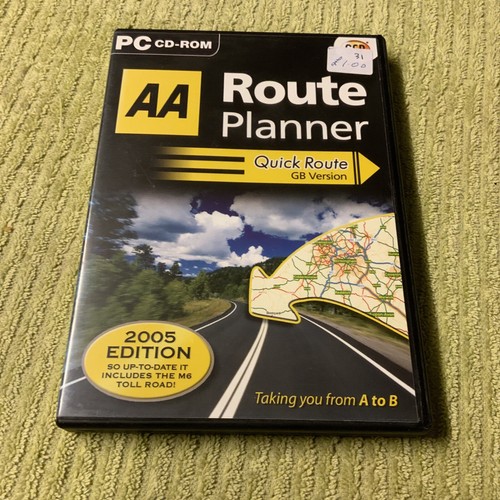 PC CD-ROM
71
£1.00
AA
Route
Planner
Quick Route
GB Version
2005
EDITION
SO UP-TO-DATE IT
INCLUDES THE M6
TOLL ROAD!
Taking you from A to B